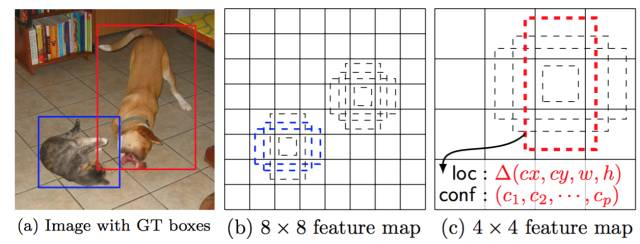 loc : Δ(cx, cy, w, h)
conf : (c₁, c₂, ⋯, cₚ)
(a) Image with GT boxes (b) 8 × 8 feature map (c) 4 × 4 feature map